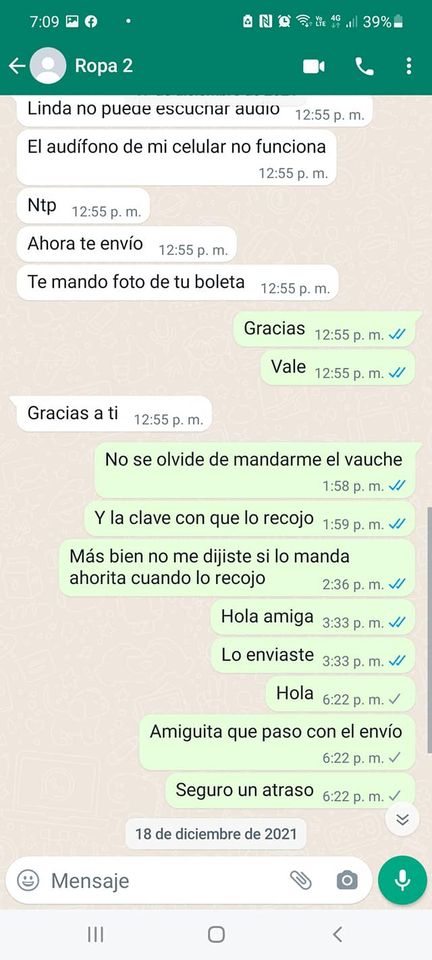 7:09
39%
Ropa 2
Linda no puede escuchar audio 12:55 p. m.
El audífono de mi celular no funciona
12:55 p. m.
Ntp 12:55 p. m.
Ahora te envío 12:55 p. m.
Te mando foto de tu boleta 12:55 p. m.
Gracias 12:55 p. m.
Vale 12:55 p. m.
Gracias a ti 12:55 p. m.
No se olvide de mandarme el vauche
1:58 p. m.
Y la clave con que lo recojo 1:59 p. m.
Más bien no me dijiste si lo manda
ahorita cuando lo recojo 2:36 p. m.
Hola amiga 3:33 p. m.
Lo enviaste 3:33 p. m.
Hola 6:22 p. m.
Amiguita que paso con el envío
6:22 p. m.
Seguro un atraso 6:22 p. m.
18 de diciembre de 2021
Mensaje